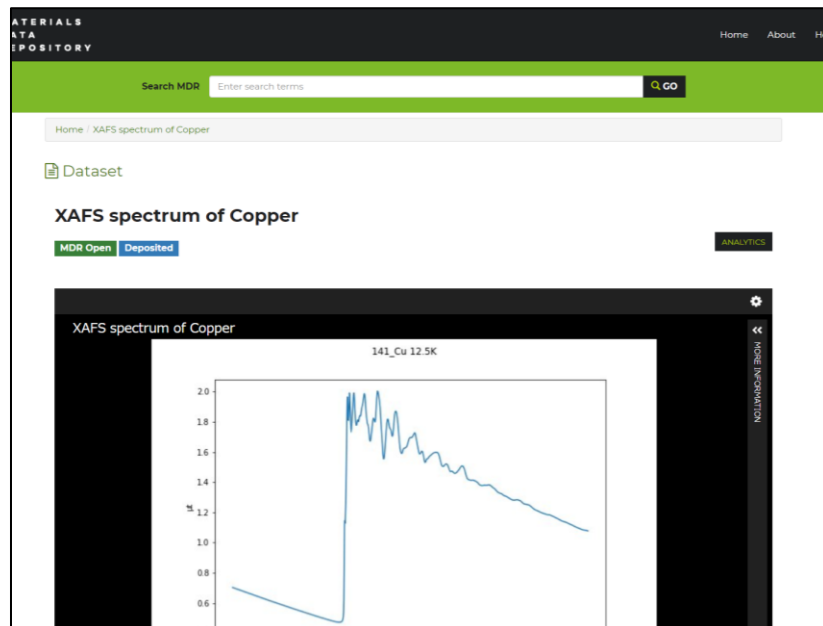 ATERIALS
ATA
EPOSITORY
Home About H
Search MDR Enter search terms GO
Home / XAFS spectrum of Copper
Dataset
XAFS spectrum of Copper
MDR Open Deposited
ANALYTICS
XAFS spectrum of Copper
MORE INFORMATION
141_Cu 12.5K
2.0
1.8
1.6
1.4
μt 1.2
1.0
0.8
0.6